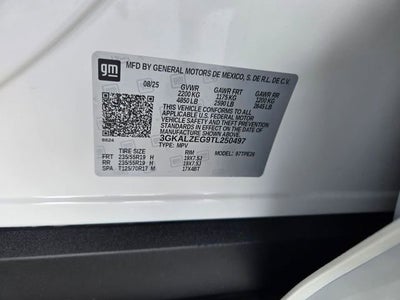 gm
MFD BY GENERAL MOTORS DE MEXICO, S. DE R.L. DE C.V.
08/25 GVWR GAWR FRT GAWR RR
2200 KG 1175 KG 1200 KG
4850 LB 2590 LB 2645 LB
THIS VEHICLE CONFORMS TO ALL
APPLICABLE U.S. FEDERAL MOTOR
VEHICLE SAFETY AND THEFT
PREVENTION STANDARDS IN
EFFECT ON THE DATE OF
MANUFACTURE SHOWN ABOVE.
3GKALZEG9TL250497
TYPE: MPV
TIRE SIZE RIM
FRT 235/55R19 H 19X7.5J
RR 235/55R19 H 19X7.5J
SPA T125/70R17 M 17X4BT